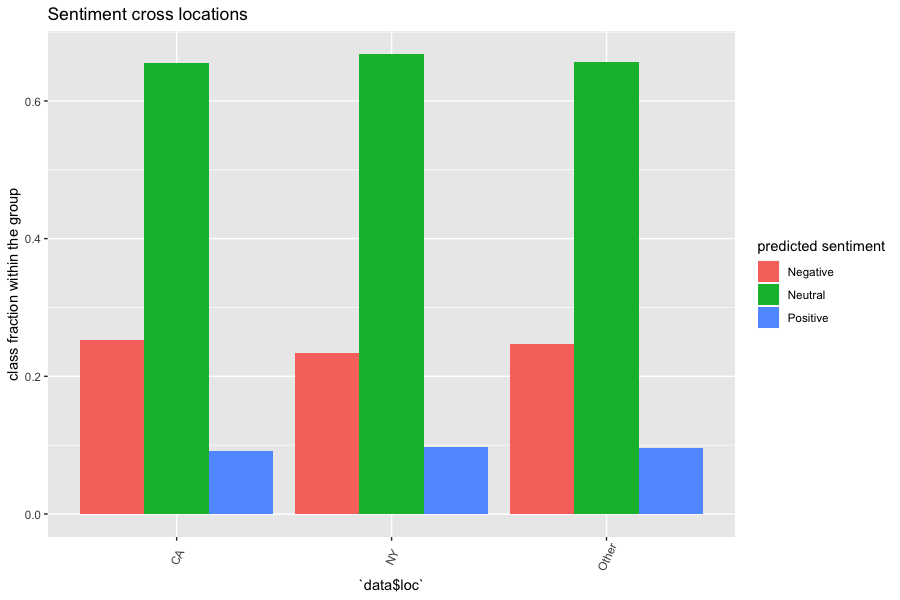 Sentiment cross locations
class fraction within the group
0.6
0.4
0.2
0.0
CA
NY
Other
`data$loc`
predicted sentiment
Negative
Neutral
Positive